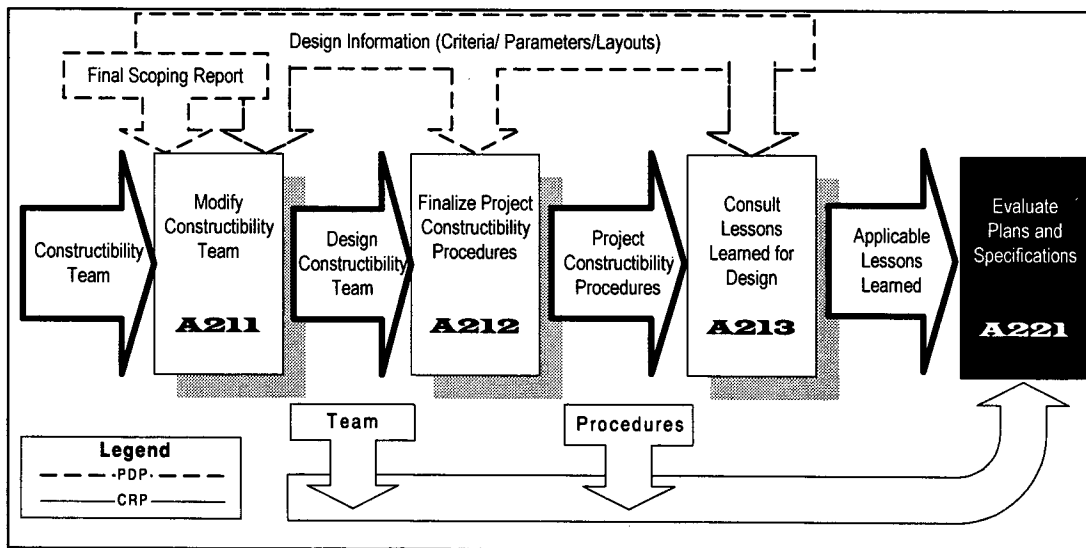 Design Information (Criteria/ Parameters/Layouts)
Final Scoping Report
Constructibility
Team
Modify
Constructibility
Team
A211
Design
Constructibility
Team
Finalize Project
Constructibility
Procedures
A212
Project
Constructibility
Procedures
Consult
Lessons
Learned for
Design
A213
Applicable
Lessons
Learned
Evaluate
Plans and
Specifications
A221
Team
Procedures
Legend
PDP
CRP